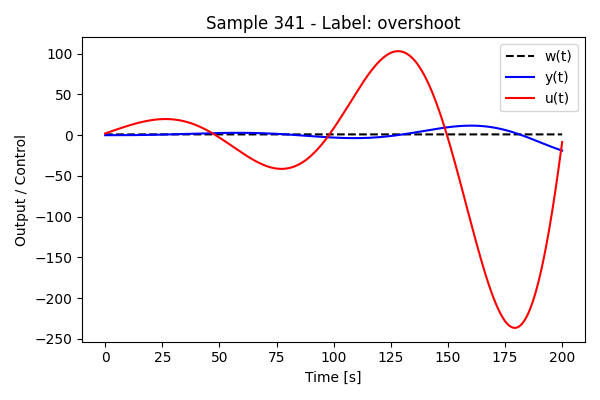 Sample 341 - Label: overshoot
w(t)
y(t)
u(t)
100
50
0
−50
−100
−150
−200
−250
Output / Control
0 25 50 75 100 125 150 175 200
Time [s]